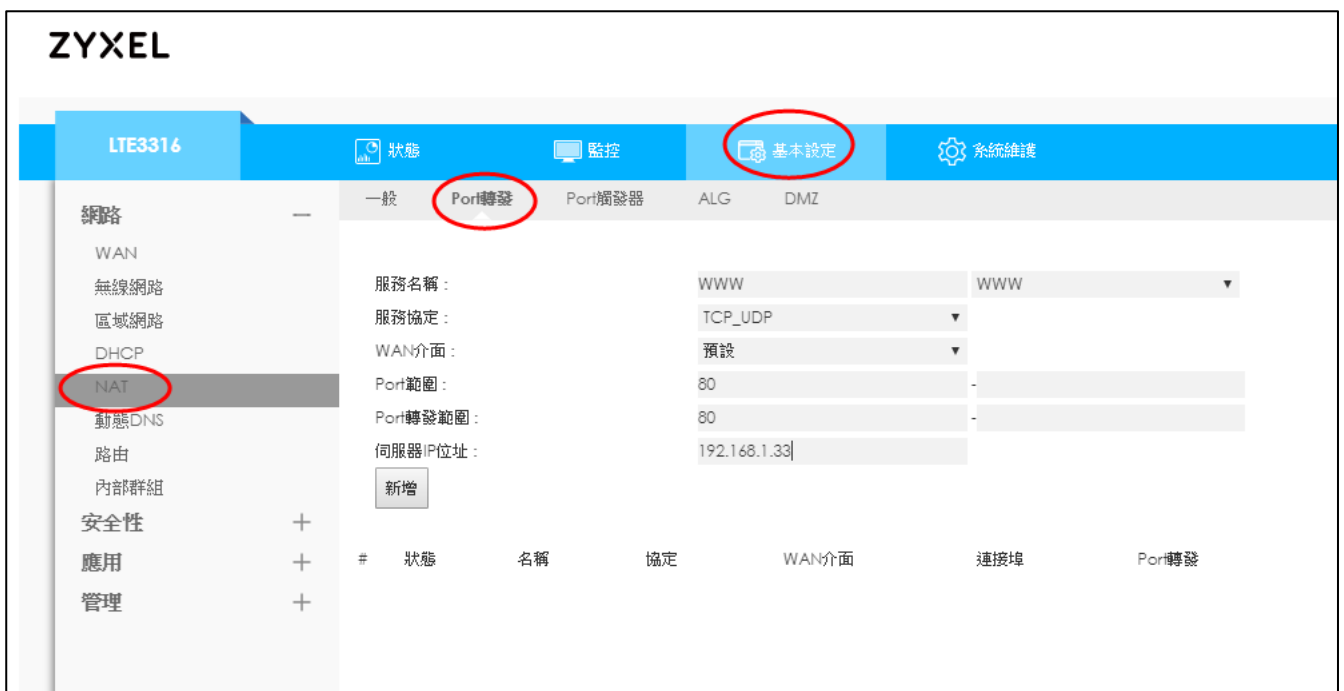 ZYXEL
LTE3316 狀態 監控 基本設定 系統維護
一般 Port轉發 Port觸發器 ALG DMZ
網路 —
WAN
無線網路
區域網路
DHCP
NAT
動態DNS
路由
內部群組
安全性 +
應用 +
管理 +
服務名稱 : WWW WWW
服務協定 : TCP_UDP
WAN介面 : 預設
Port範圍 : 80 -
Port轉發範圍 : 80 -
伺服器IP位址 : 192.168.1.33
新增
# 狀態 名稱 協定 WAN介面 連接埠 Port轉發